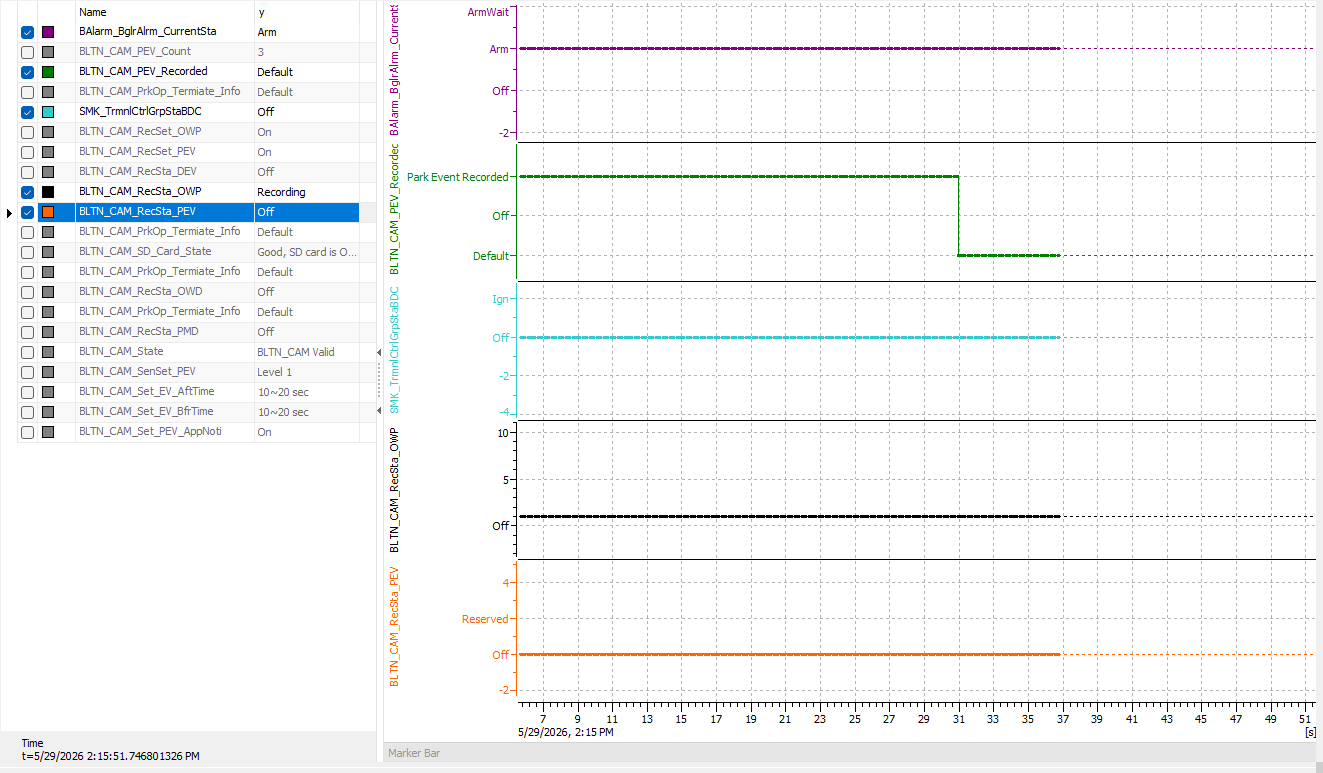 Name y
BAlarm_BglrAlrm_CurrentSta Arm
BLTN_CAM_PEV_Count 3
BLTN_CAM_PEV_Recorded Default
BLTN_CAM_PrkOp_Termiate_Info Default
SMK_TrmnlCtrlGrpStaBDC Off
BLTN_CAM_RecSet_OWP On
BLTN_CAM_RecSet_PEV On
BLTN_CAM_RecSta_DEV Off
BLTN_CAM_RecSta_OWP Recording
BLTN_CAM_RecSta_PEV Off
BLTN_CAM_PrkOp_Termiate_Info Default
BLTN_CAM_SD_Card_State Good, SD card is O...
BLTN_CAM_PrkOp_Termiate_Info Default
BLTN_CAM_RecSta_OWD Off
BLTN_CAM_PrkOp_Termiate_Info Default
BLTN_CAM_RecSta_PMD Off
BLTN_CAM_State BLTN_CAM Valid
BLTN_CAM_SenSet_PEV Level 1
BLTN_CAM_Set_EV_AftTime 10~20 sec
BLTN_CAM_Set_EV_BfrTime 10~20 sec
BLTN_CAM_Set_PEV_AppNoti On
Time
t=5/29/2026 2:15:51.746801326 PM
BAlarm_BglrAlrm_CurrentS
ArmWait
Arm
Off
-2
BLTN_CAM_PEV_Recordec
Park Event Recorded
Off
Default
SMK_TrmnlCtrlGrpStaBDC
Ign
Off
-2
-4
BLTN_CAM_RecSta_OWP
10
5
Off
BLTN_CAM_RecSta_PEV
4
Reserved
Off
-2
7 9 11 13 15 17 19 21 23 25 27 29 31 33 35 37 39 41 43 45 47 49 51
5/29/2026, 2:15 PM [s]
Marker Bar